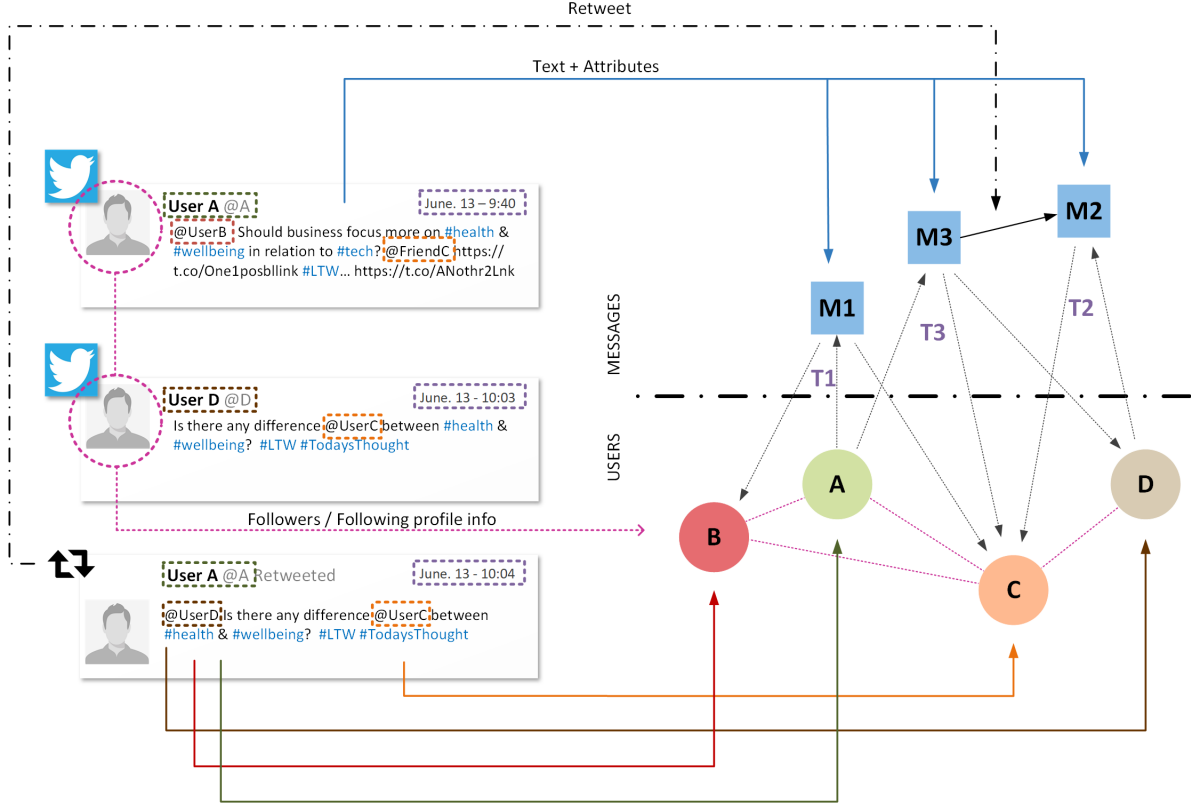 Retweet
Text + Attributes
User A @A
June. 13 – 9:40
@UserB Should business focus more on #health &
#wellbeing in relation to #tech? @FriendC https://
t.co/One1posbllink #LTW… https://t.co/ANothr2Lnk
User D @D
June. 13 - 10:03
Is there any difference @UserC between #health &
#wellbeing? #LTW #TodaysThought
Followers / Following profile info
User A @A Retweeted
June. 13 - 10:04
@UserD Is there any difference @UserC between
#health & #wellbeing? #LTW #TodaysThought
M2
M3
M1
T2
T3
T1
MESSAGES
USERS
A
D
B
C